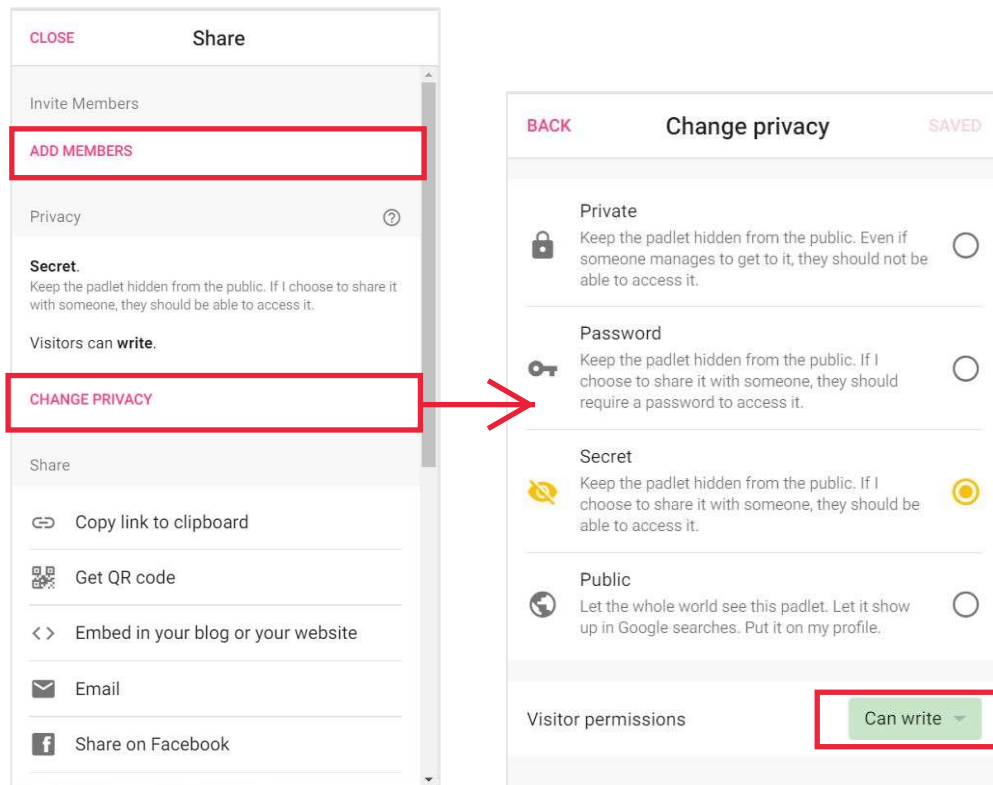 CLOSE Share
Invite Members
ADD MEMBERS
Privacy ?
Secret.
Keep the padlet hidden from the public. If I choose to share it
with someone, they should be able to access it.
Visitors can write.
CHANGE PRIVACY
Share
Copy link to clipboard
Get QR code
Embed in your blog or your website
Email
Share on Facebook
BACK Change privacy SAVED
Private
Keep the padlet hidden from the public. Even if
someone manages to get to it, they should not be
able to access it.
Password
Keep the padlet hidden from the public. If I
choose to share it with someone, they should
require a password to access it.
Secret
Keep the padlet hidden from the public. If I
choose to share it with someone, they should be
able to access it.
Public
Let the whole world see this padlet. Let it show
up in Google searches. Put it on my profile.
Visitor permissions Can write